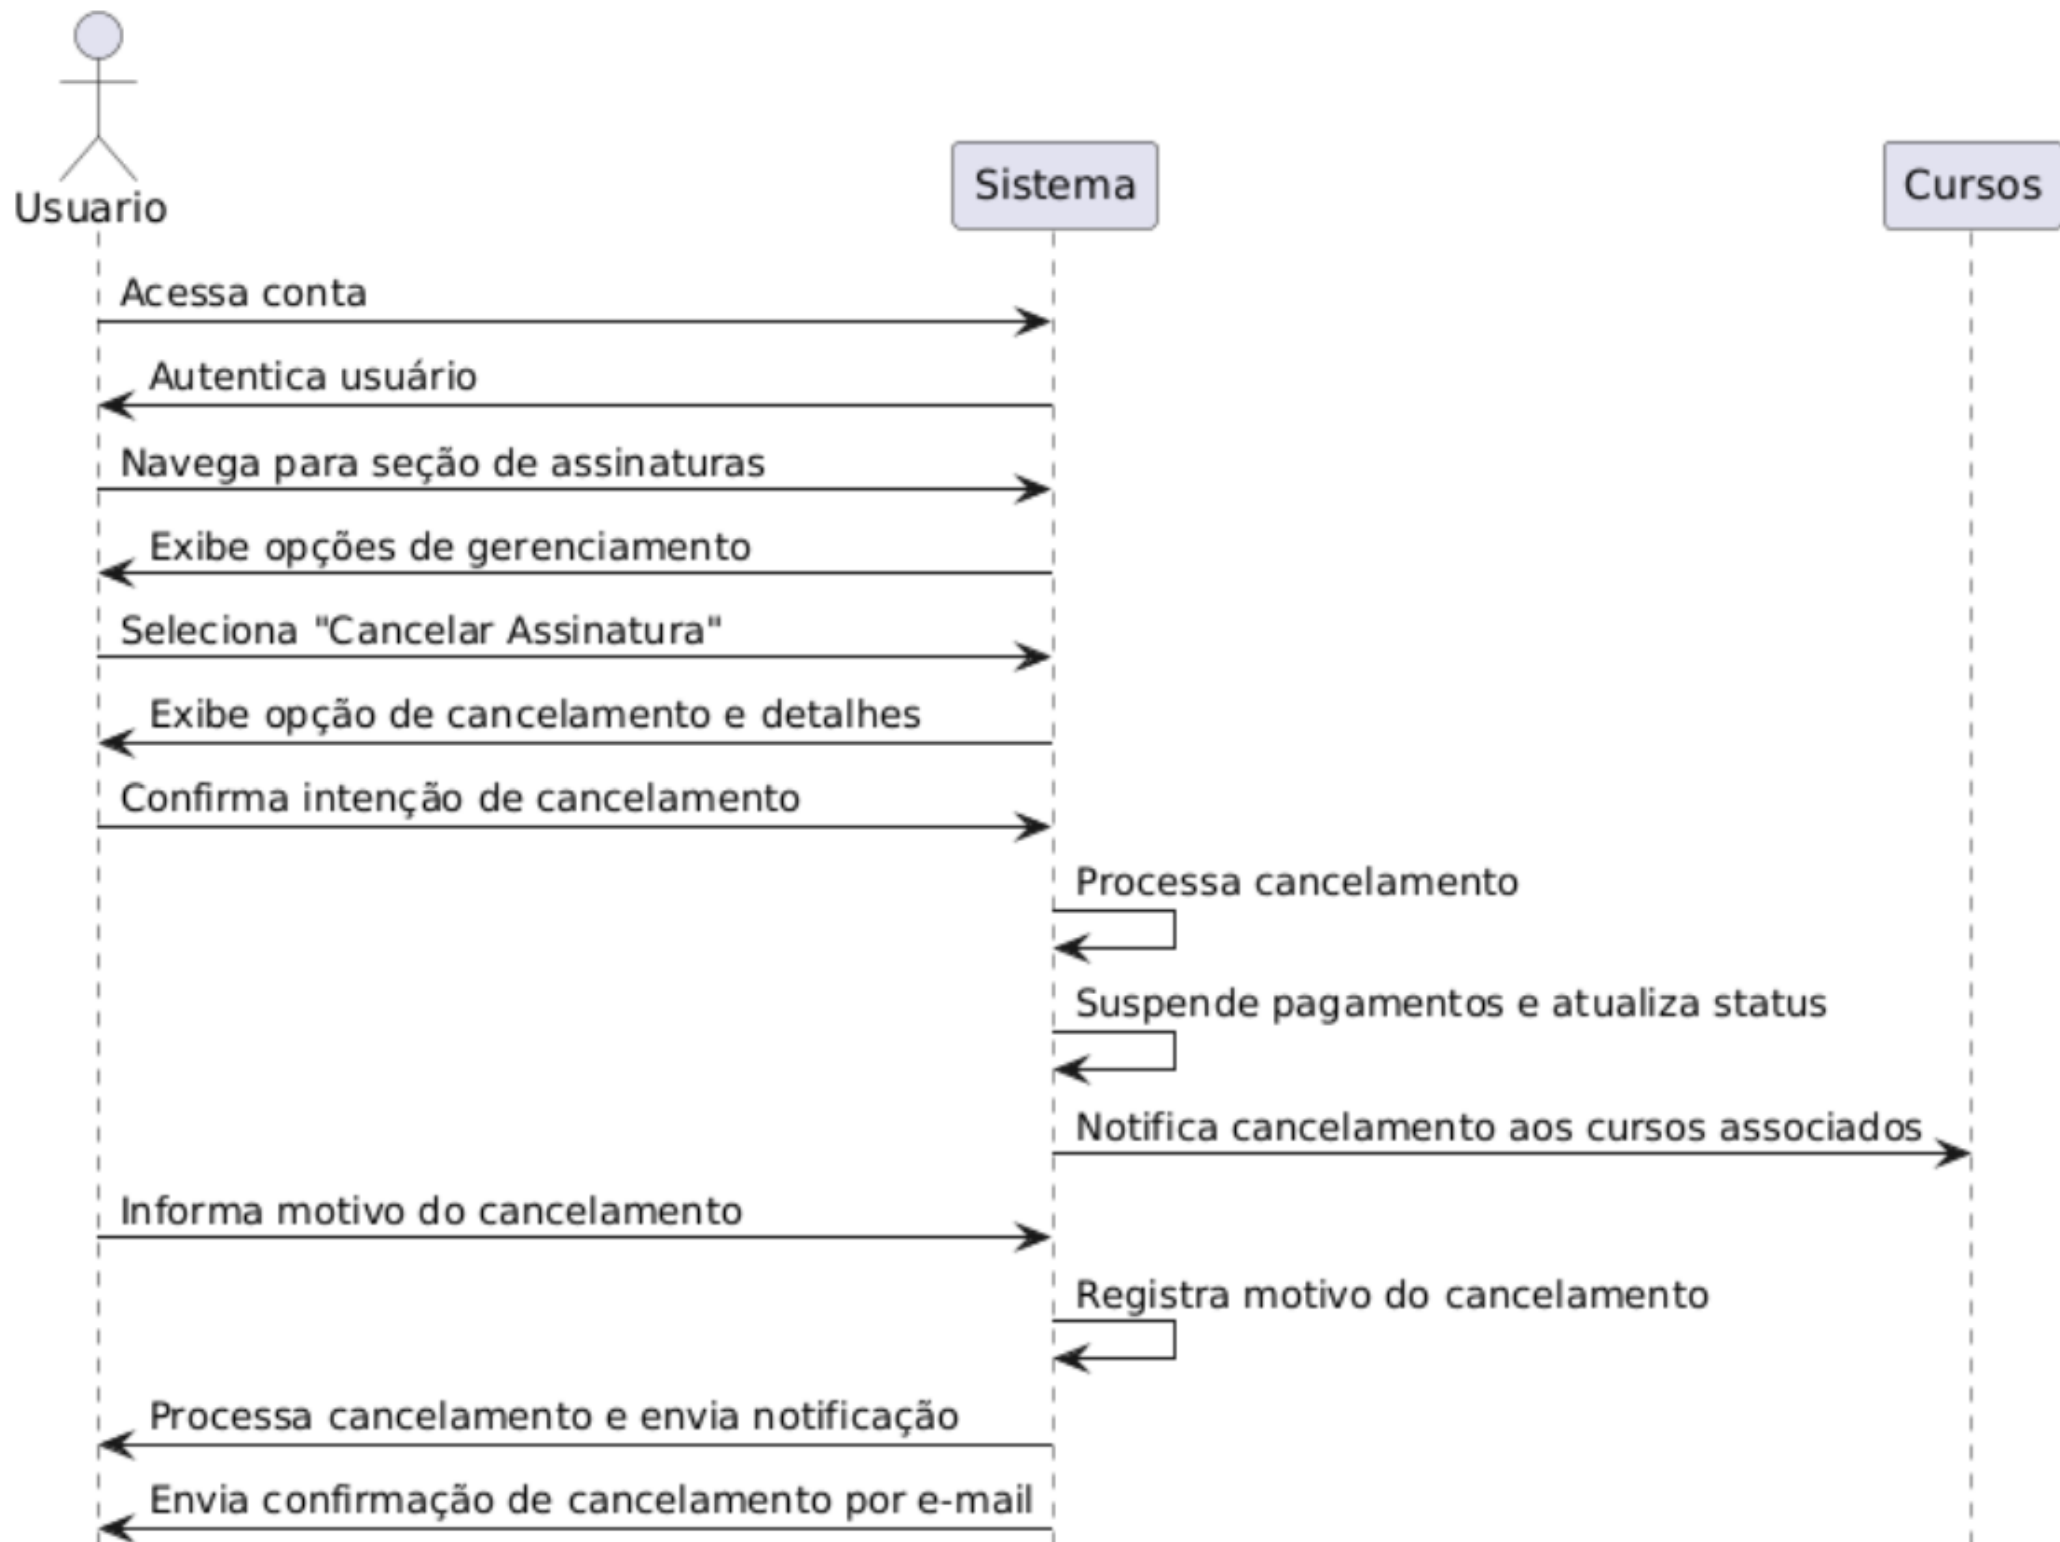 Usuario
Sistema
Cursos
Acessa conta
Autentica usuário
Navega para seção de assinaturas
Exibe opções de gerenciamento
Seleciona "Cancelar Assinatura"
Exibe opção de cancelamento e detalhes
Confirma intenção de cancelamento
Processa cancelamento
Suspende pagamentos e atualiza status
Notifica cancelamento aos cursos associados
Informa motivo do cancelamento
Registra motivo do cancelamento
Processa cancelamento e envia notificação
Envia confirmação de cancelamento por e-mail